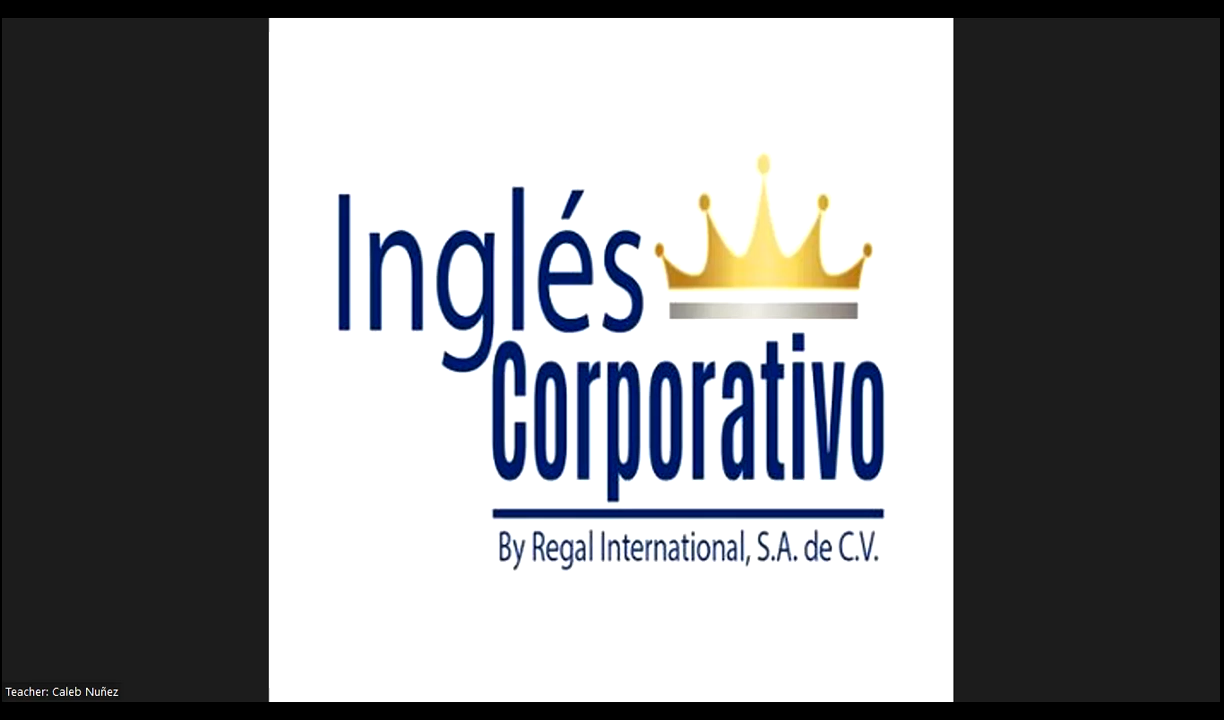 Inglés
Corporativo
By Regal International, S.A. de C.V.
Teacher: Caleb Nuñez